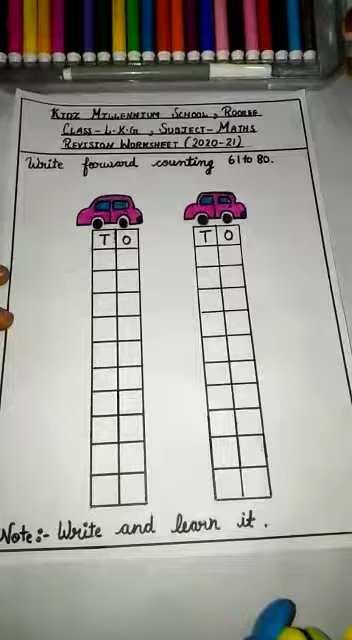 KIDZ MILLENNIUM SCHOOL, ROOREE
CLASS-L.K.G, SUBJECT-MATHS
REVISION WORKSHEET (2020-21)
Write forward counting 61 to 80.
T O T O
Note:- Write and learn it.